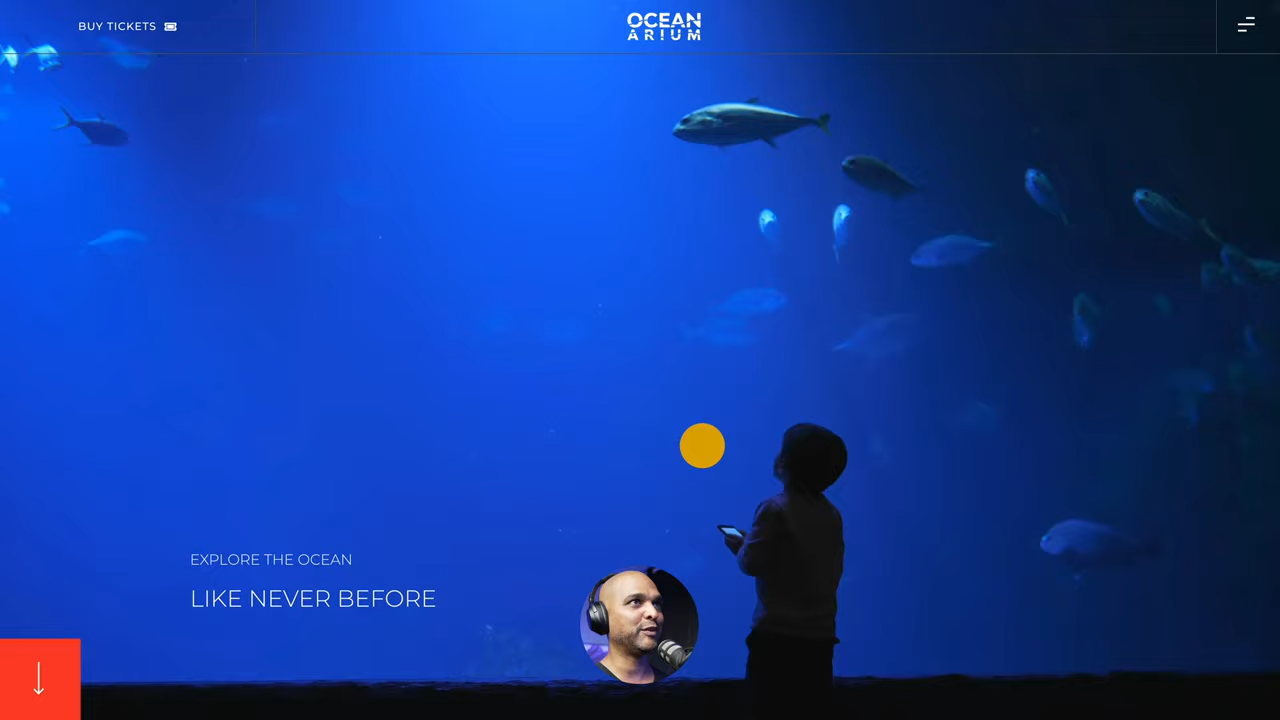 BUY TICKETS
OCEAN
ARIUM
EXPLORE THE OCEAN
LIKE NEVER BEFORE